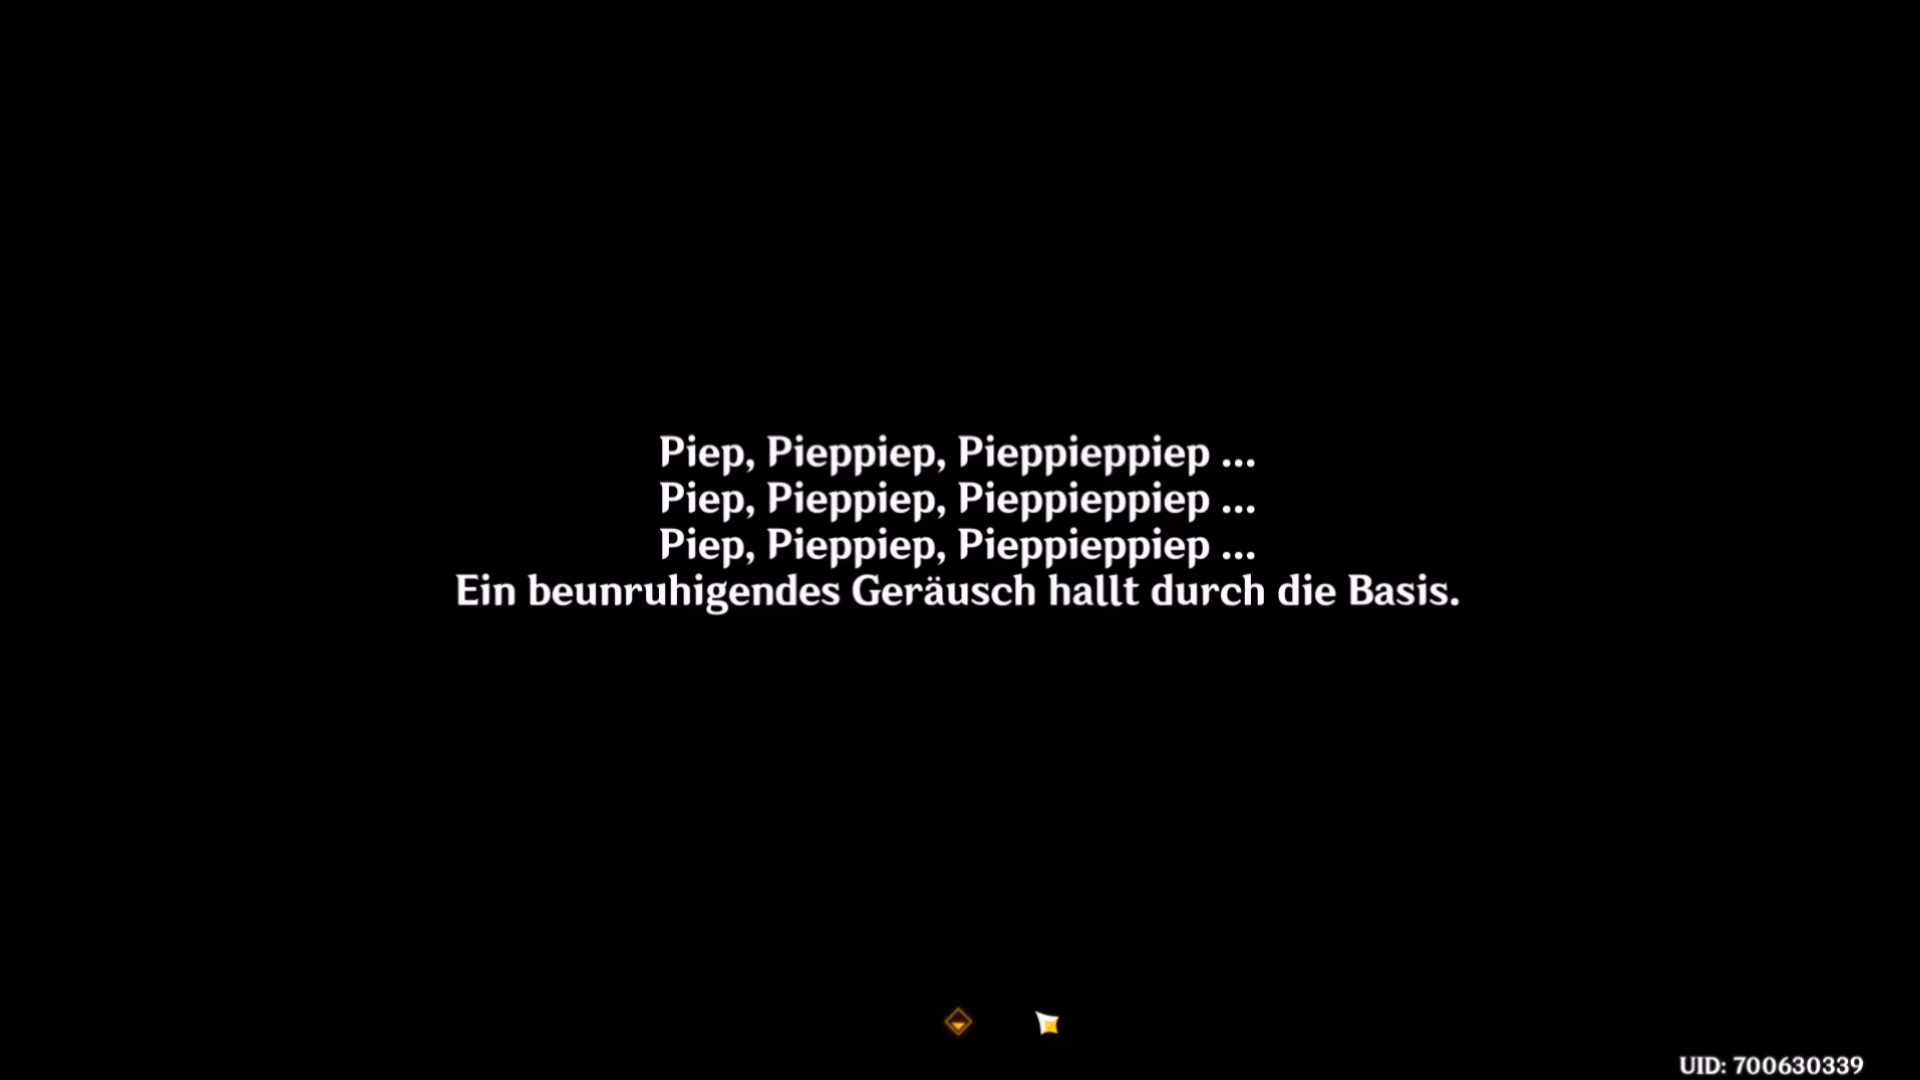 Piep, Pieppiep, Pieppieppiep ...
Piep, Pieppiep, Pieppieppiep ...
Piep, Pieppiep, Pieppieppiep ...
Ein beunruhigendes Geräusch hallt durch die Basis.
UID: 700630339